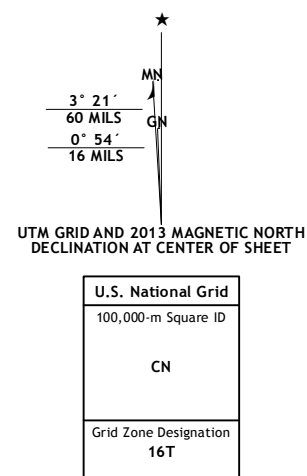 MN
3° 21´
60 MILS
GN
0° 54´
16 MILS
UTM GRID AND 2013 MAGNETIC NORTH
DECLINATION AT CENTER OF SHEET
U.S. National Grid
100,000-m Square ID
CN
Grid Zone Designation
16T